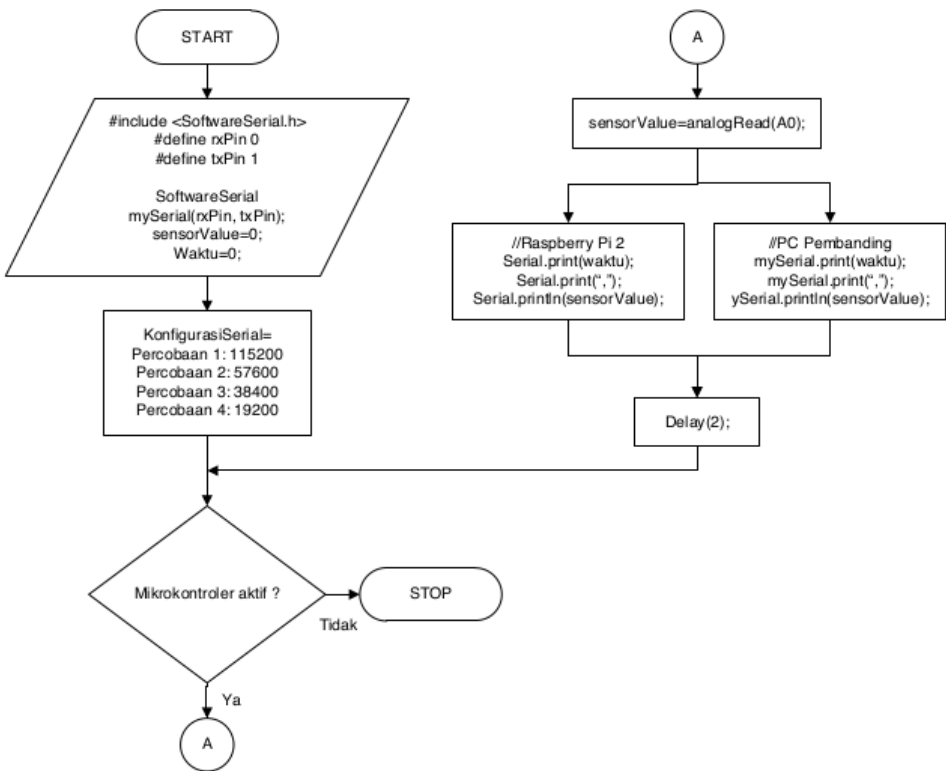 START
#include <SoftwareSerial.h>
#define rxPin 0
#define txPin 1
SoftwareSerial
mySerial(rxPin, txPin);
sensorValue=0;
Waktu=0;
KonfigurasiSerial=
Percobaan 1: 115200
Percobaan 2: 57600
Percobaan 3: 38400
Percobaan 4: 19200
Mikrokontroler aktif ?
Tidak
STOP
Ya
A
A
sensorValue=analogRead(A0);
//Raspberry Pi 2
Serial.print(waktu);
Serial.print(“,”);
Serial.println(sensorValue);
//PC Pembanding
mySerial.print(waktu);
mySerial.print(“,”);
ySerial.println(sensorValue);
Delay(2);